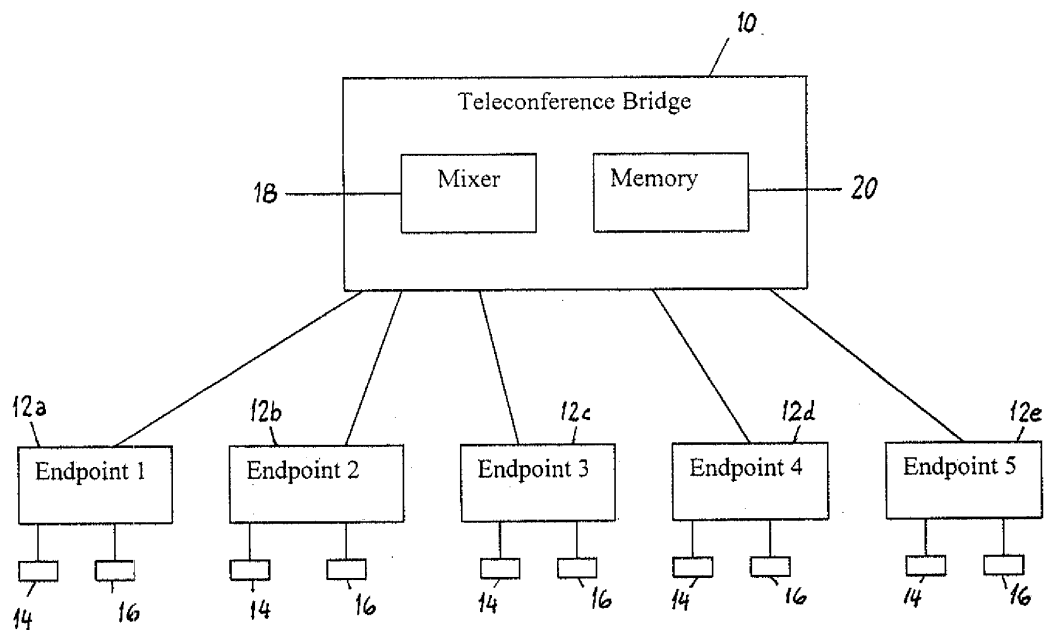 10
Teleconference Bridge
Mixer
Memory
18
20
12a
12b
12c
12d
12e
Endpoint 1
Endpoint 2
Endpoint 3
Endpoint 4
Endpoint 5
14
16
14
16
14
16
14
16
14
16